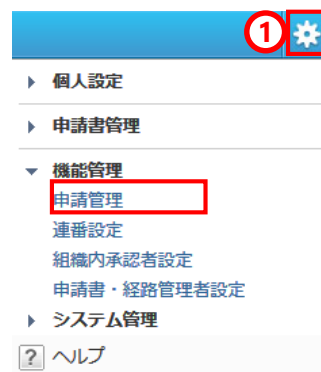 1
個人設定
申請書管理
機能管理
申請管理
連番設定
組織内承認者設定
申請書・経路管理者設定
システム管理
? ヘルプ